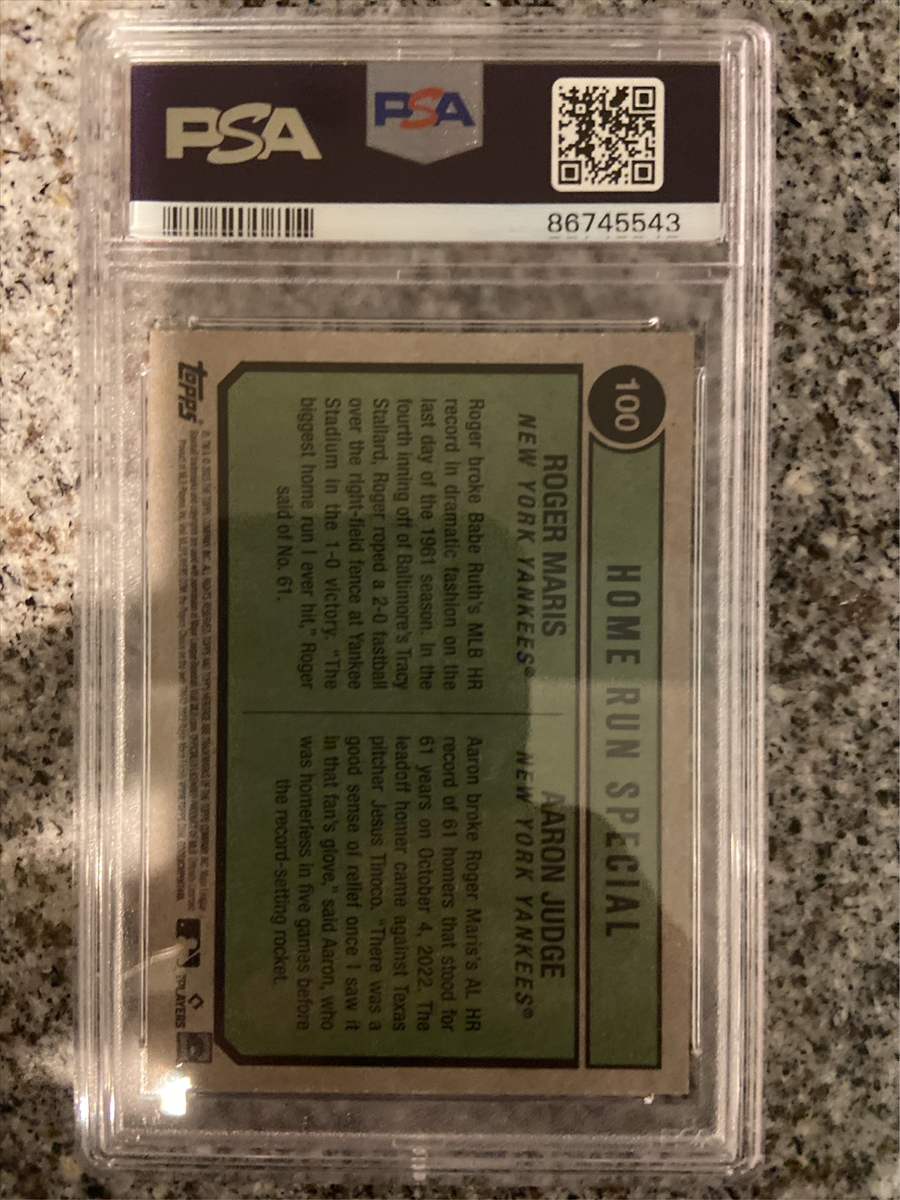 PSA
PSA
86745543
100
HOME RUN SPECIAL
ROGER MARIS
NEW YORK YANKEES®
Roger broke Babe Ruth's MLB HR
record in dramatic fashion on the
last day of the 1961 season. In the
fourth inning off of Baltimore's Tracy
Stallard, Roger roped a 2-0 fastball
over the right-field fence at Yankee
Stadium in the 1-0 victory. "The
biggest home run I ever hit," Roger
said of No. 61.
AARON JUDGE
NEW YORK YANKEES®
Aaron broke Roger Maris's AL HR
record of 61 homers that stood for
61 years on October 4, 2022. The
leadoff homer came against Texas
pitcher Jesus Tinoco. "There was a
good sense of relief once I saw it
in that fan's glove," said Aaron, who
was homerless in five games before
the record-setting rocket.
Topps
PLAYERS